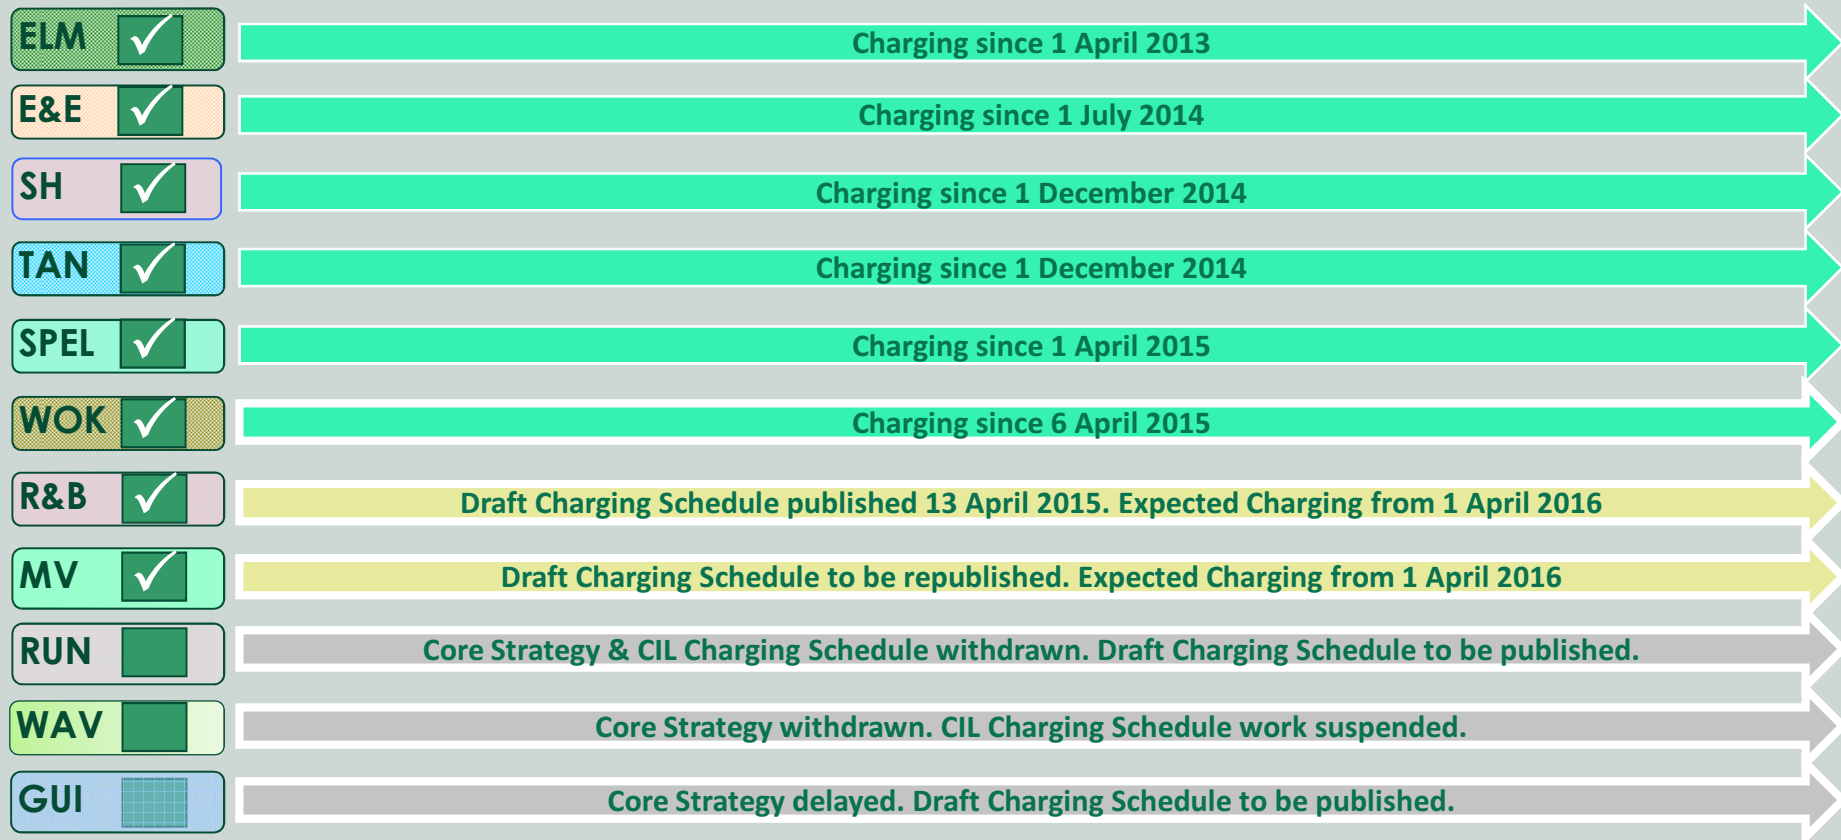 ELM Charging since 1 April 2013
E&E Charging since 1 July 2014
SH Charging since 1 December 2014
TAN Charging since 1 December 2014
SPEL Charging since 1 April 2015
WOK Charging since 6 April 2015
R&B Draft Charging Schedule published 13 April 2015. Expected Charging from 1 April 2016
MV Draft Charging Schedule to be republished. Expected Charging from 1 April 2016
RUN Core Strategy & CIL Charging Schedule withdrawn. Draft Charging Schedule to be published.
WAV Core Strategy withdrawn. CIL Charging Schedule work suspended.
GUI Core Strategy delayed. Draft Charging Schedule to be published.